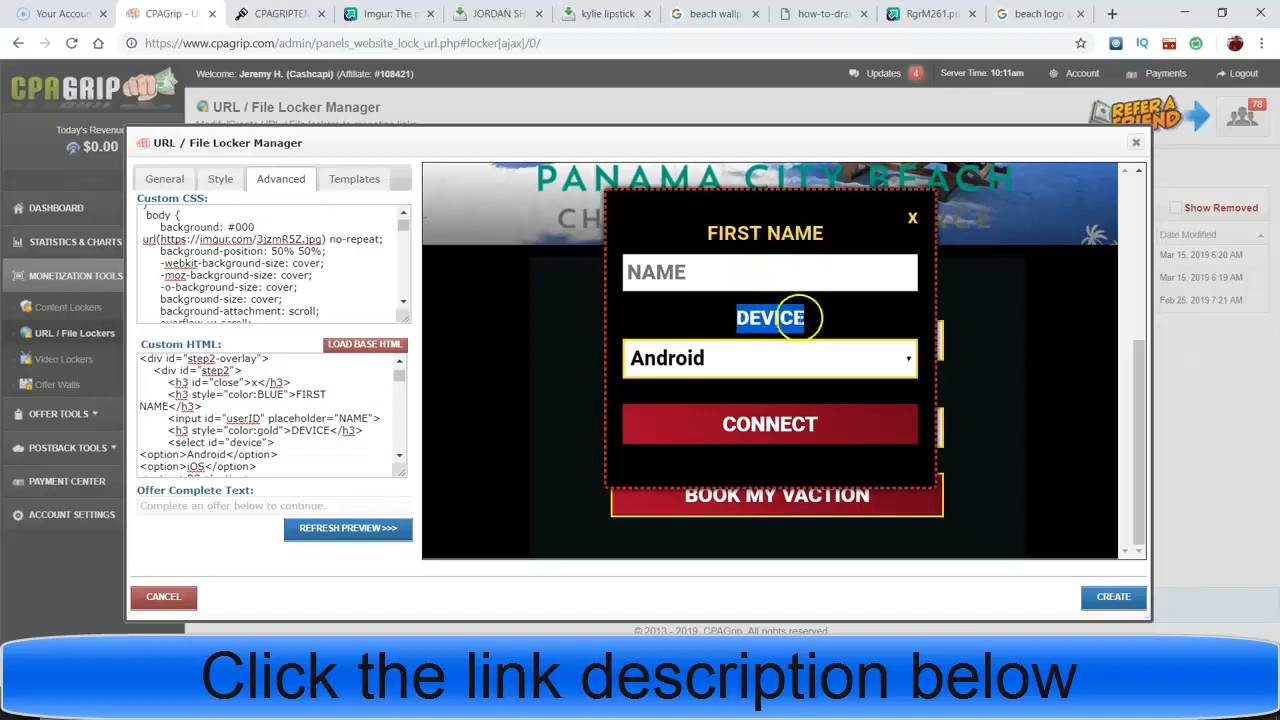 Your Accoun
CPAGrip - U
CPAGRIPTEM
Imgur: The m
JORDAN SH
kylie lipstick
beach wallp
how-to-dra
RgrM261.pn
beach logo
https://www.cpagrip.com/admin/panels_website_lock_url.php#locker[ajax]/0/
CPAGRIP
Welcome: Jeremy H. (Cashcapi) (Affiliate: #108421)
Updates 4
Server Time: 10:11am
Account
Payments
Logout
URL / File Locker Manager
REFER A FRIEND
78
Today's Revenue
$0.00
DASHBOARD
STATISTICS & CHARTS
MONETIZATION TOOLS
Content Lockers
URL / File Lockers
Video Lockers
Offer Walls
OFFER TOOLS
POSTBACK TOOLS
PAYMENT CENTER
ACCOUNT SETTINGS
URL / File Locker Manager
General
Style
Advanced
Templates
Custom CSS:
body {
background: #000
url(https://imgur.com/3jzmR5Z.jpg) no-repeat;
background-position: 50% 50%;
-webkit-background-size: cover;
-moz-background-size: cover;
-o-background-size: cover;
background-size: cover;
background-attachment: scroll;
overflow-y: scroll;
Custom HTML:
LOAD BASE HTML
<div id="step2-overlay">
<div id="step2">
<h3 id="close">x</h3>
<h3 style="color:BLUE">FIRST
NAME</h3>
<input id="userID" placeholder="NAME">
<h3 style="color:gold">DEVICE</h3>
<select id="device">
<option>Android</option>
<option>iOS</option>
Offer Complete Text:
Complete an offer below to continue.
REFRESH PREVIEW >>>
PANAMA CITY BEACH
X
FIRST NAME
NAME
DEVICE
Android
CONNECT
BOOK MY VACTION
CANCEL
CREATE
Show Removed
Date Modified
Mar 15, 2019 6:20 AM
Mar 15, 2019 6:19 AM
Feb 25, 2019 7:21 AM
© 2013 - 2019. CPAGrip. All rights reserved
Click the link description below